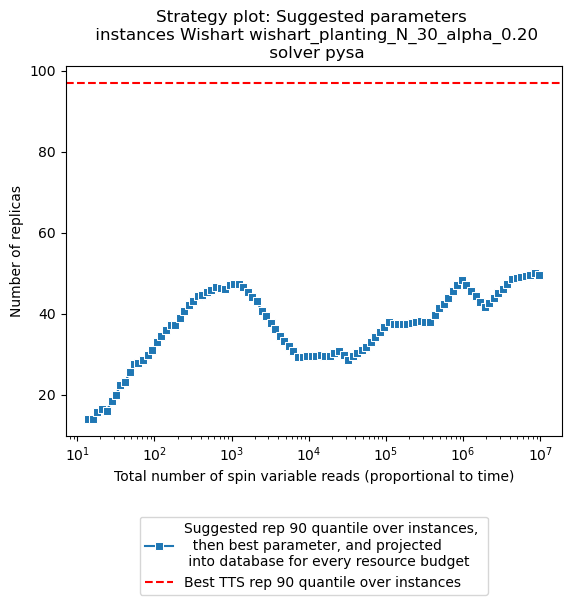 Strategy plot: Suggested parameters
instances Wishart wishart_planting_N_30_alpha_0.20
solver pysa
100
80
60
40
20
Number of replicas
10^1 10^2 10^3 10^4 10^5 10^6 10^7
Total number of spin variable reads (proportional to time)
Suggested rep 90 quantile over instances,
then best parameter, and projected
into database for every resource budget
Best TTS rep 90 quantile over instances